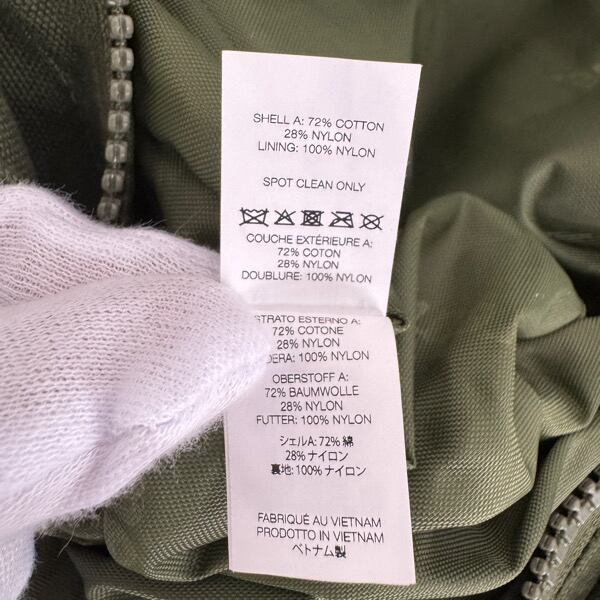 SHELL A: 72% COTTON
28% NYLON
LINING: 100% NYLON
SPOT CLEAN ONLY
COUCHE EXTÉRIEURE A:
72% COTON
28% NYLON
DOUBLURE: 100% NYLON
STRATO ESTERNO A:
72% COTONE
28% NYLON
100% NYLON
OBERSTOFF A:
72% BAUMWOLLE
28% NYLON
FUTTER: 100% NYLON
シェルA: 72% 綿
28% ナイロン
裏地: 100% ナイロン
FABRIQUÉ AU VIETNAM
PRODOTTO IN VIETNAM
ベトナム製